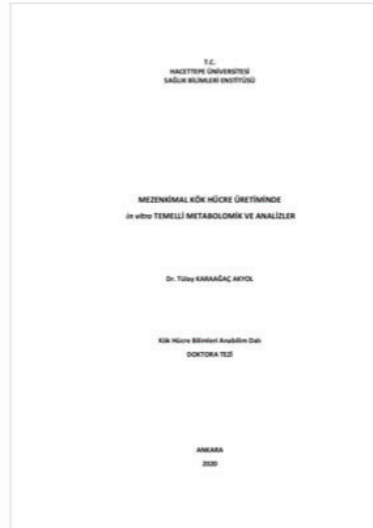 T.C.
HACETTEPE ÜNİVERSİTESİ
SAĞLIK BİLİMLERİ ENSTİTÜSÜ
MEZENKİMAL KÖK HÜCRE ÜRETİMİNDE
in vitro TEMELLİ METABOLOMİK VE ANALİZLER
Dr. Tülay KARAAĞAÇ AKYOL
Kök Hücre Bilimleri Anabilim Dalı
DOKTORA TEZİ
ANKARA
2020